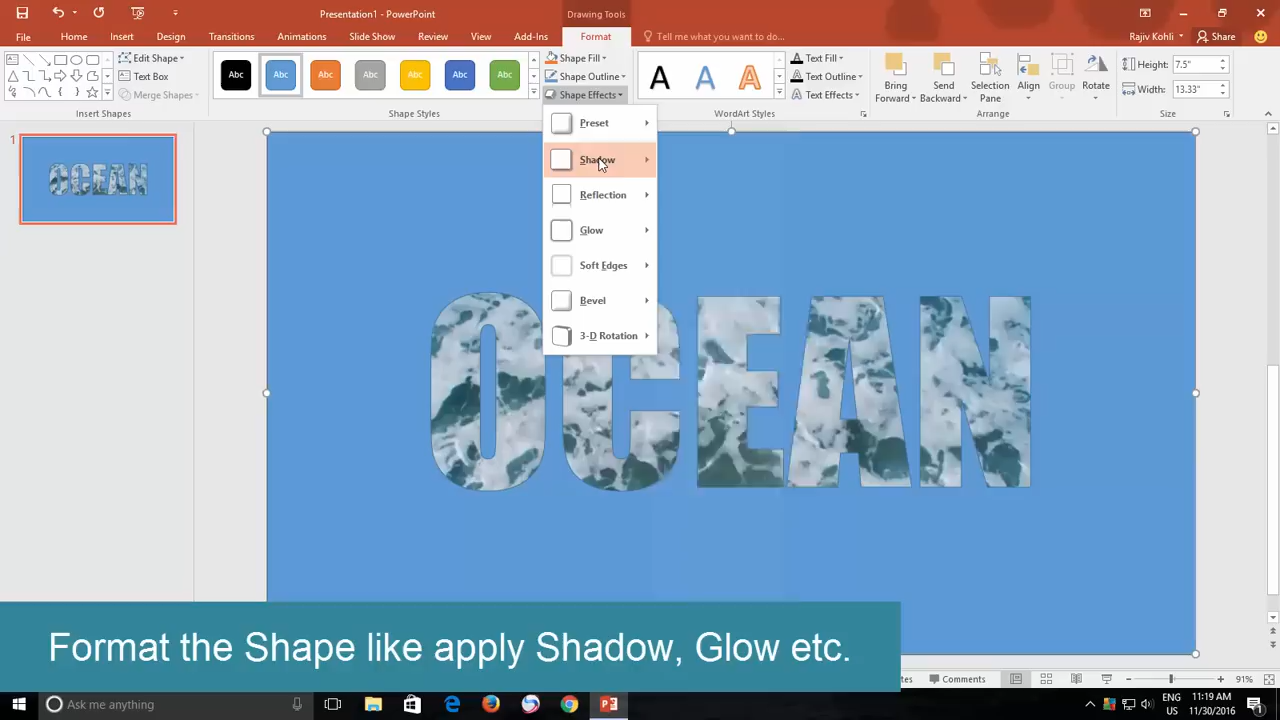 Presentation1 - PowerPoint
Drawing Tools
File Home Insert Design Transitions Animations Slide Show Review View Add-Ins Format Tell me what you want to do... Rajiv Kohli Share
Edit Shape
Text Box
Merge Shapes
Insert Shapes
Abc Abc Abc Abc Abc Abc Abc
Shape Styles
Shape Fill
Shape Outline
Shape Effects
A A A
WordArt Styles
Text Fill
Text Outline
Text Effects
Bring Forward
Send Backward
Selection Pane
Align
Group
Rotate
Arrange
Height: 7.5"
Width: 13.33"
Size
Preset
Shadow
Reflection
Glow
Soft Edges
Bevel
3-D Rotation
1
OCEAN
OCEAN
Format the Shape like apply Shadow, Glow etc.
Comments
91%
Ask me anything
ENG
US
11:19 AM
11/30/2016